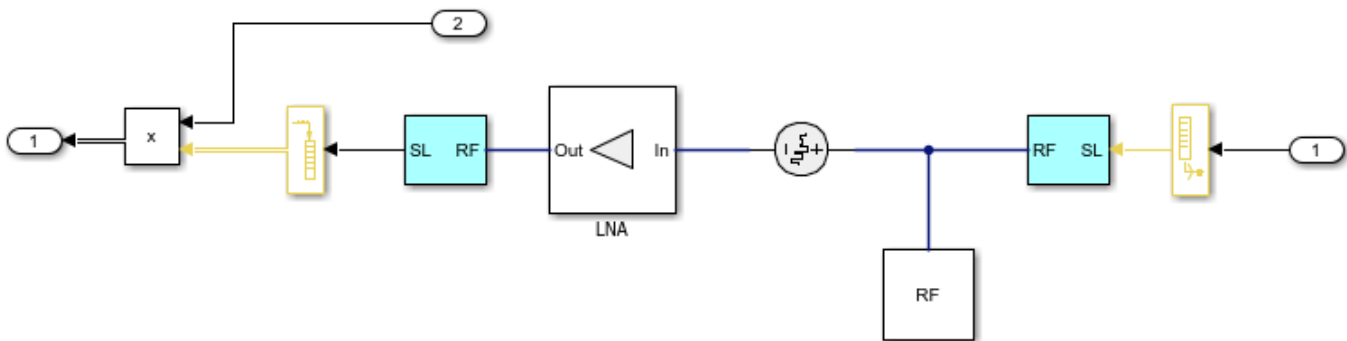 2
1
x
SL RF
Out In
LNA
RF SL
1
RF